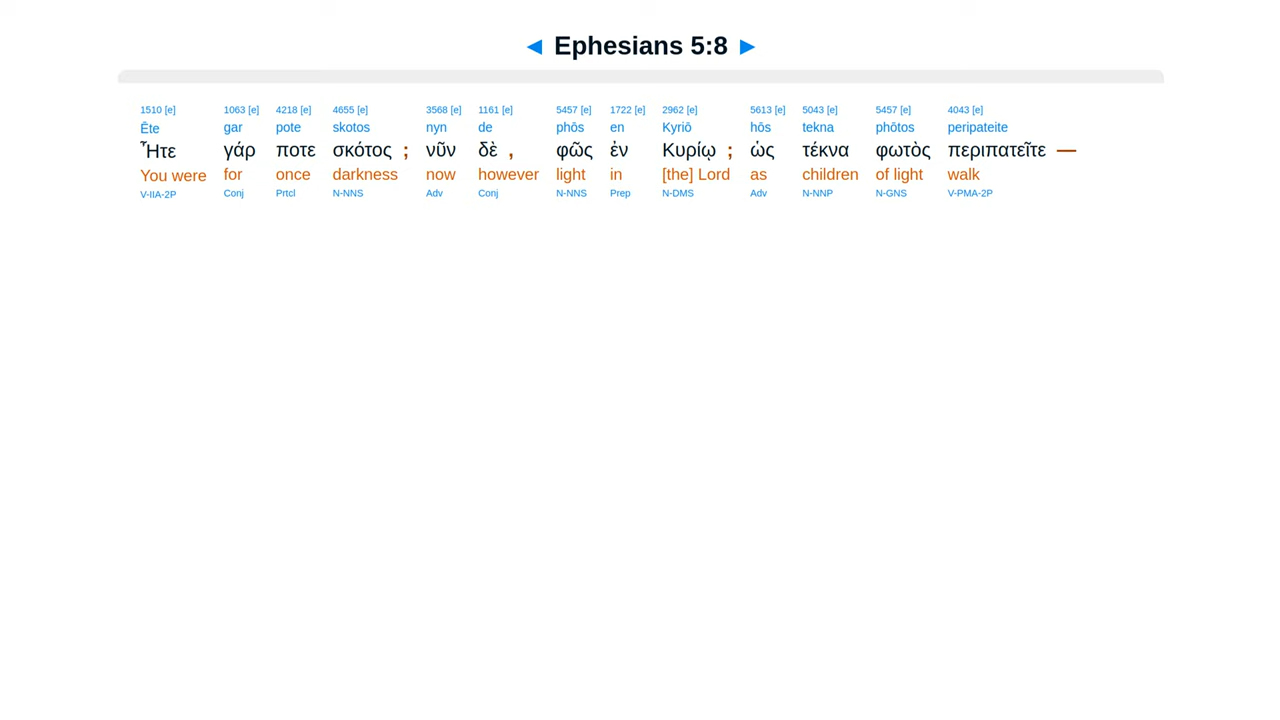 ◄ Ephesians 5:8 ►
1510 [e] 1063 [e] 4218 [e] 4655 [e] 3568 [e] 1161 [e] 5457 [e] 1722 [e] 2962 [e] 5613 [e] 5043 [e] 5457 [e] 4043 [e]
Ēte gar pote skotos nyn de phōs en Kyriō hōs tekna phōtos peripateite
Ἦτε γάρ ποτε σκότος ; νῦν δὲ , φῶς ἐν Κυρίῳ ; ὡς τέκνα φωτὸς περιπατεῖτε —
You were for once darkness now however light in [the] Lord as children of light walk
V-IIA-2P Conj Prtcl N-NNS Adv Conj N-NNS Prep N-DMS Adv N-NNP N-GNS V-PMA-2P